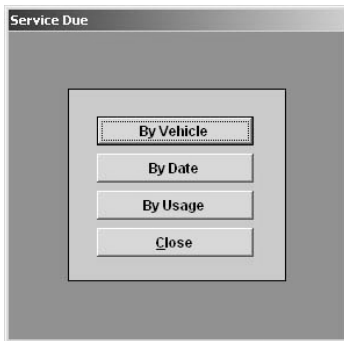 Service Due
By Vehicle
By Date
By Usage
Close